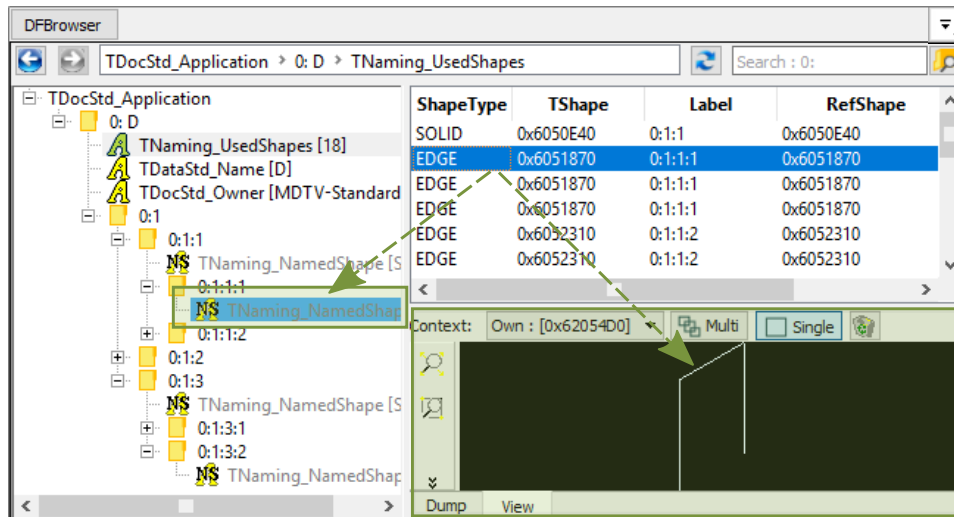 DFBrowser
TDocStd_Application > 0: D > TNaming_UsedShapes
Search : 0:
TDocStd_Application
0: D
TNaming_UsedShapes [18]
TDataStd_Name [D]
TDocStd_Owner [MDTV-Standard
0:1
0:1:1
NS TNaming_NamedShape [S
0:1:1:1
NS TNaming_NamedShap
0:1:1:2
0:1:2
0:1:3
NS TNaming_NamedShape [S
0:1:3:1
0:1:3:2
NS TNaming_NamedShap
ShapeType TShape Label RefShape
SOLID 0x6050E40 0:1:1 0x6050E40
EDGE 0x6051870 0:1:1:1 0x6051870
EDGE 0x6051870 0:1:1:1 0x6051870
EDGE 0x6051870 0:1:1:1 0x6051870
EDGE 0x6052310 0:1:1:2 0x6052310
EDGE 0x6052310 0:1:1:2 0x6052310
Context: Own : [0x62054D0] Multi Single
Dump View